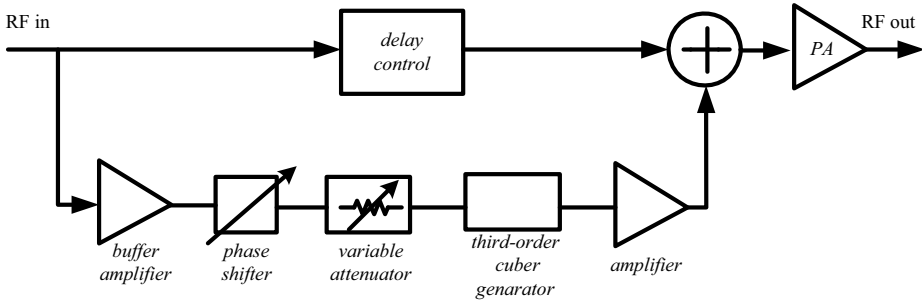 RF in
delay
control
PA
RF out
buffer
amplifier
phase
shifter
variable
attenuator
third-order
cuber
genarator
amplifier